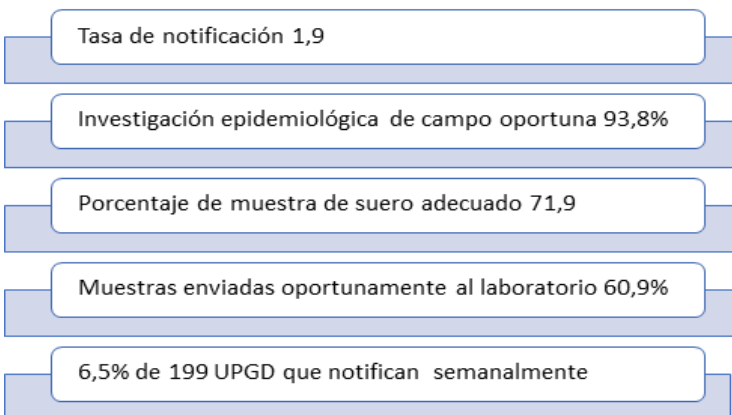 Tasa de notificación 1,9
Investigación epidemiológica de campo oportuna 93,8%
Porcentaje de muestra de suero adecuado 71,9
Muestras enviadas oportunamente al laboratorio 60,9%
6,5% de 199 UPGD que notifican semanalmente